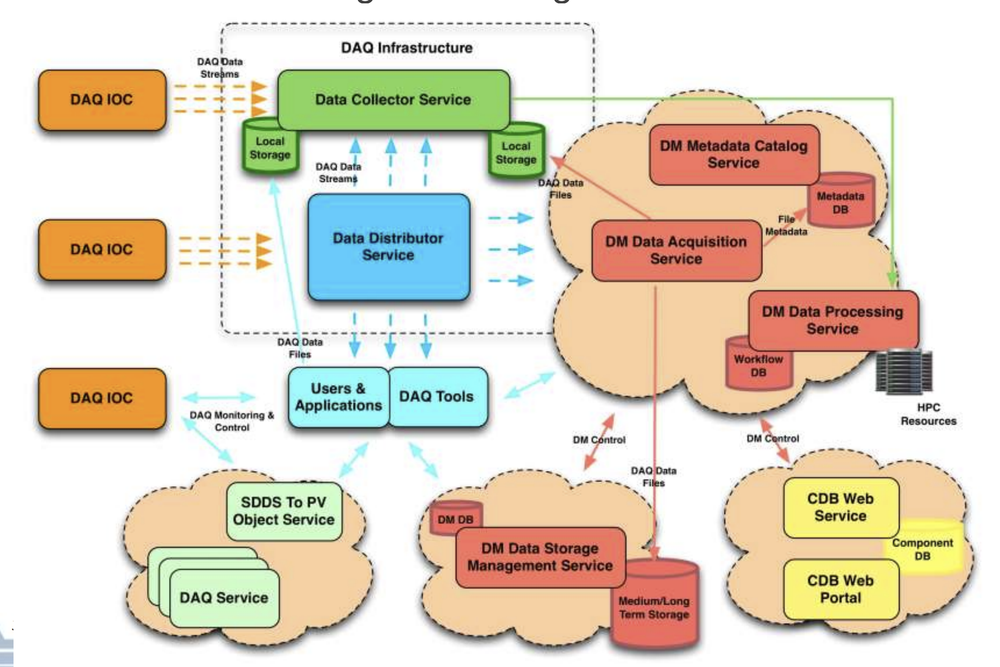 DAQ Infrastructure
DAQ Data
Streams
DAQ IOC
Data Collector Service
Local
Storage
Local
Storage
DAQ Data
Streams
DAQ Data
Files
DM Metadata Catalog
Service
Metadata
DB
File
Metadata
DAQ IOC
Data Distributor
Service
DM Data Acquisition
Service
DM Data Processing
Service
Workflow
DB
HPC
Resources
DAQ Data
Files
DAQ IOC
DAQ Monitoring &
Control
Users &
Applications
DAQ Tools
DM Control
DM Control
DAQ Data
Files
SDDS To PV
Object Service
DAQ Service
DM DB
DM Data Storage
Management Service
Medium/Long
Term Storage
CDB Web
Service
Component
DB
CDB Web
Portal